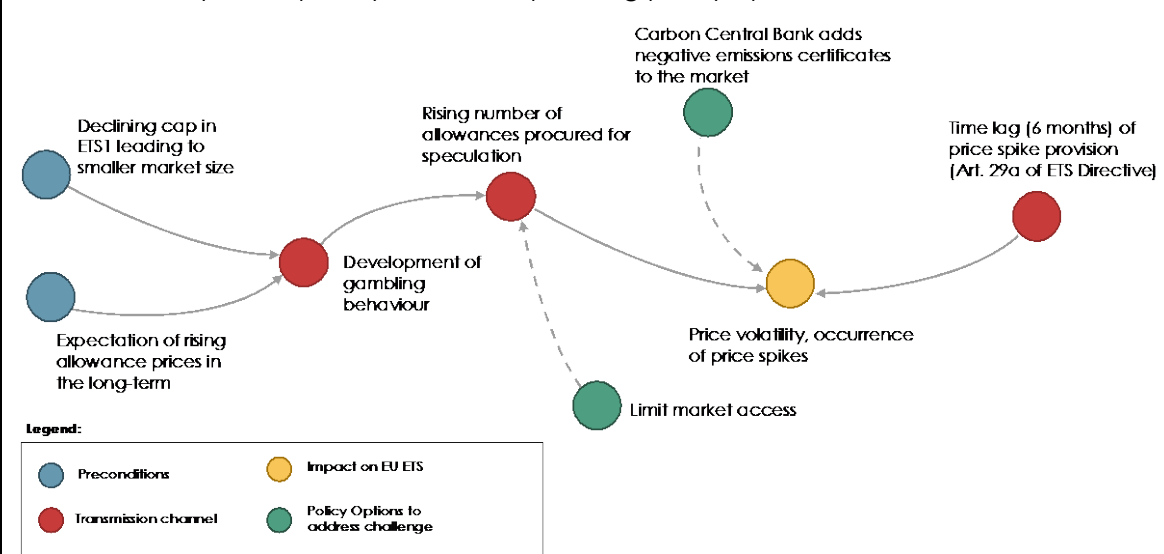 Carbon Central Bank adds
negative emissions certificates
to the market
Rising number of
allowances procured for
speculation
Declining cap in
ETS1 leading to
smaller market size
Time lag (6 months) of
price spike provision
(Art. 29a of ETS Directive)
Development of
gambling
behaviour
Expectation of rising
allowance prices in
the long-term
Price volatility, occurrence
of price spikes
Limit market access
Legend:
Preconditions
Impact on EU ETS
Transmission channel
Policy Options to
address challenge